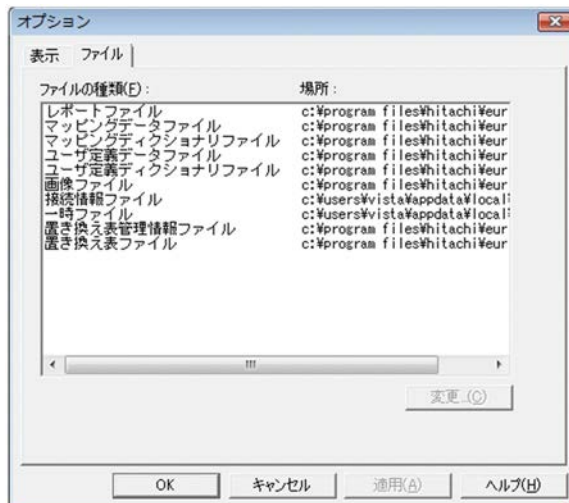 オプション
表示 ファイル
ファイルの種類(F): 場所:
レポートファイル c:¥program files¥hitachi¥eur
マッピングデータファイル c:¥program files¥hitachi¥eur
マッピングディクショナリファイル c:¥program files¥hitachi¥eur
ユーザ定義データファイル c:¥program files¥hitachi¥eur
ユーザ定義ディクショナリファイル c:¥program files¥hitachi¥eur
画像ファイル c:¥program files¥hitachi¥eur
接続情報ファイル c:¥users¥vista¥appdata¥local
一時ファイル c:¥users¥vista¥appdata¥local
置き換え表管理情報ファイル c:¥program files¥hitachi¥eur
置き換え表ファイル c:¥program files¥hitachi¥eur
変更...(C)
OK キャンセル 適用(A) ヘルプ(H)